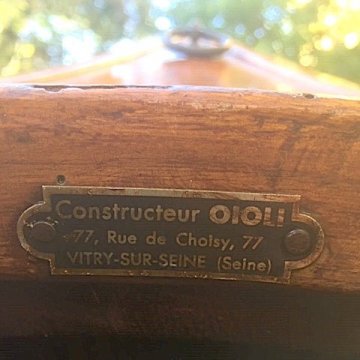 Constructeur OIOLI
77, Rue de Choisy, 77
VITRY-SUR-SEINE (Seine)